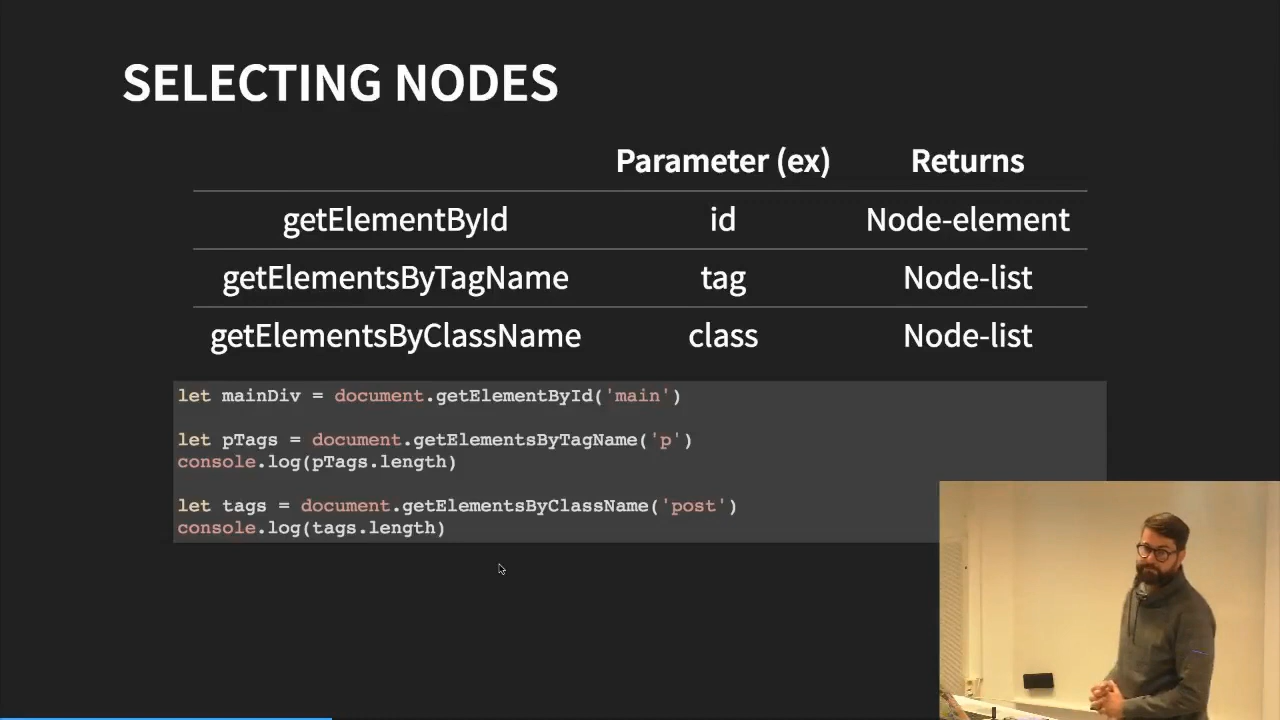 SELECTING NODES
Parameter (ex) Returns
getElementById id Node-element
getElementsByTagName tag Node-list
getElementsByClassName class Node-list
let mainDiv = document.getElementById('main')
let pTags = document.getElementsByTagName('p')
console.log(pTags.length)
let tags = document.getElementsByClassName('post')
console.log(tags.length)